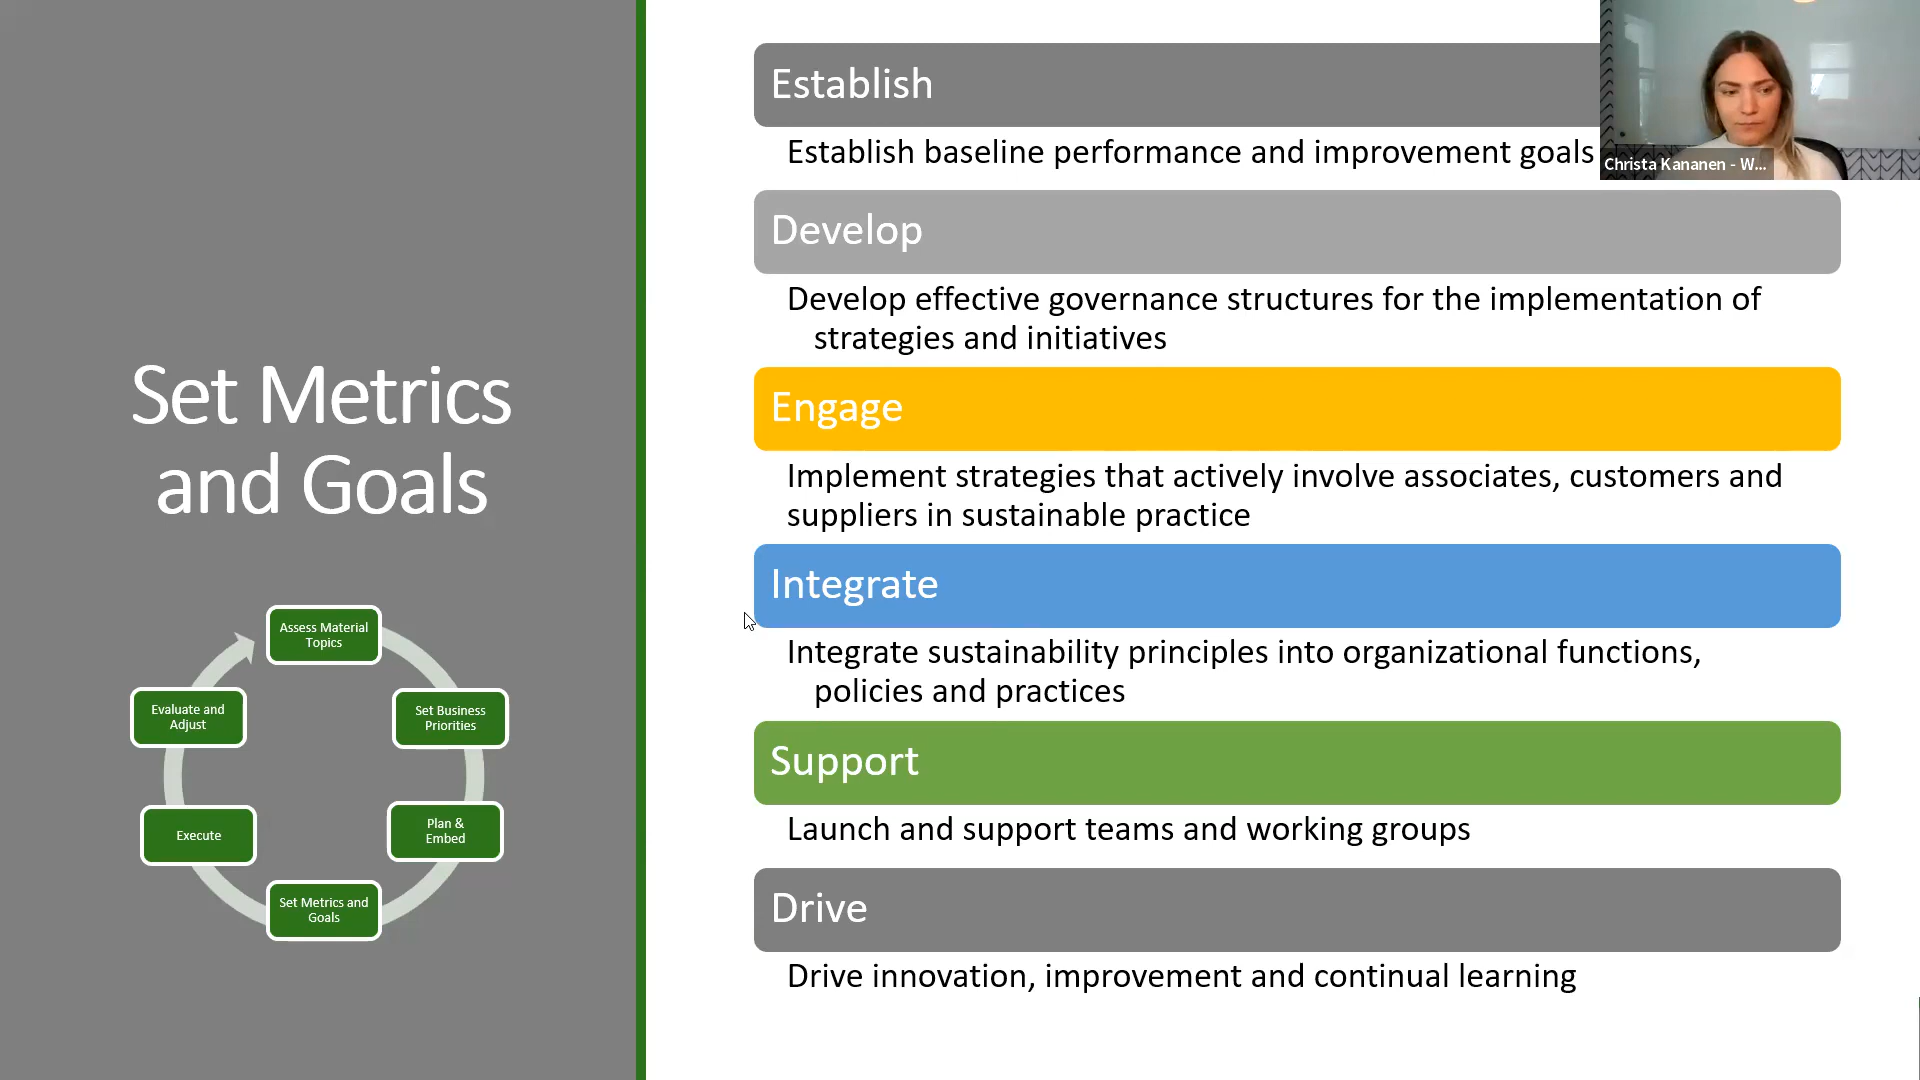 Set Metrics
and Goals
Assess Material
Topics
Set Business
Priorities
Plan &
Embed
Set Metrics and
Goals
Execute
Evaluate and
Adjust
Establish
Establish baseline performance and improvement goals
Develop
Develop effective governance structures for the implementation of
strategies and initiatives
Engage
Implement strategies that actively involve associates, customers and
suppliers in sustainable practice
Integrate
Integrate sustainability principles into organizational functions,
policies and practices
Support
Launch and support teams and working groups
Drive
Drive innovation, improvement and continual learning
Christa Kananen - W...